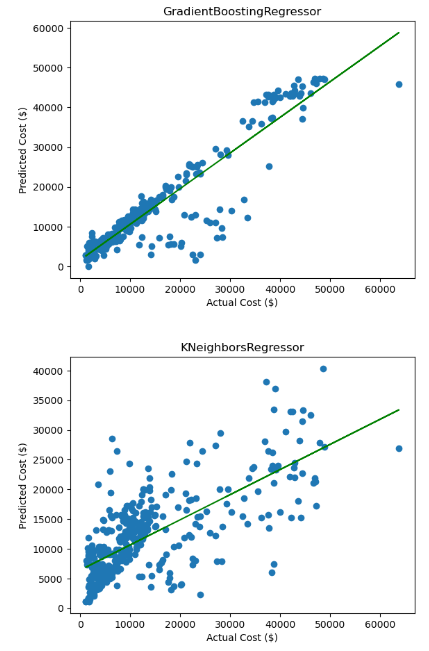 GradientBoostingRegressor
60000
50000
40000
30000
20000
10000
0
Predicted Cost ($)
0 10000 20000 30000 40000 50000 60000
Actual Cost ($)
KNeighborsRegressor
40000
35000
30000
25000
20000
15000
10000
5000
0
Predicted Cost ($)
0 10000 20000 30000 40000 50000 60000
Actual Cost ($)